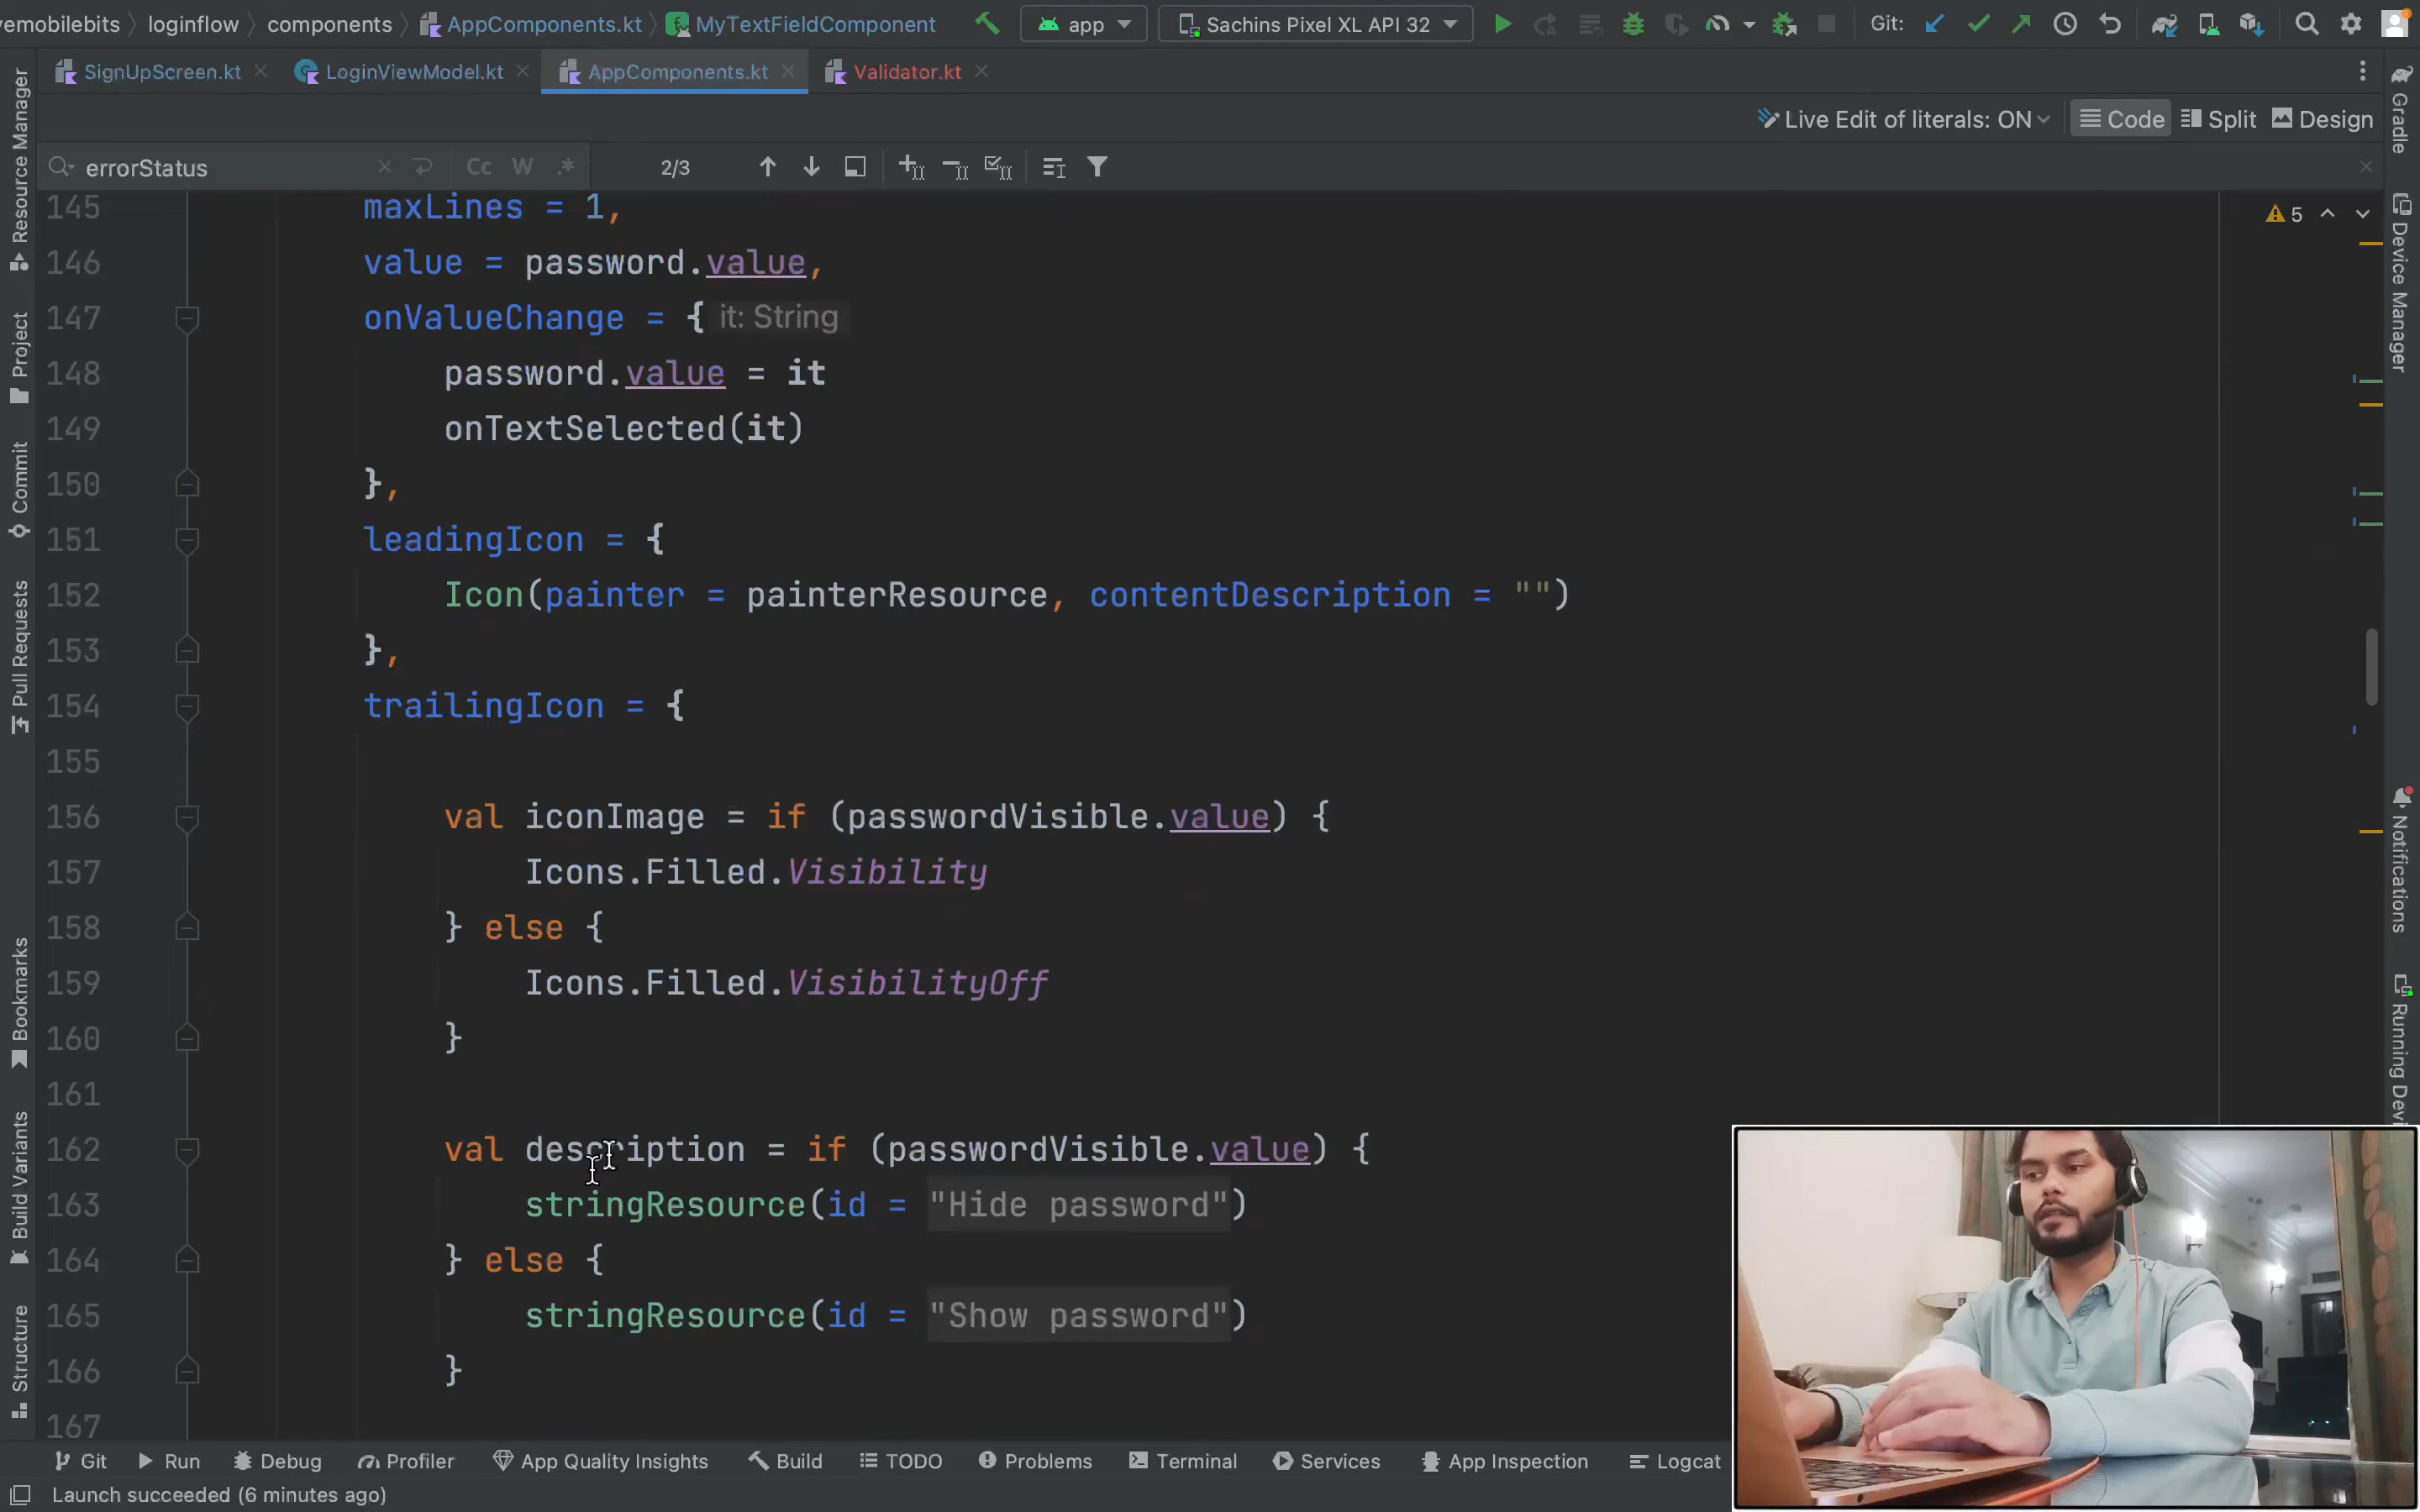 vemobilebits loginflow components AppComponents.kt MyTextFieldComponent app Sachins Pixel XL API 32 Git:
SignUpScreen.kt LoginViewModel.kt AppComponents.kt Validator.kt
Live Edit of literals: ON Code Split Design
errorStatus Cc W .* 2/3
5
145 maxLines = 1,
146 value = password.value,
147 onValueChange = { it: String
148 password.value = it
149 onTextSelected(it)
150 },
151 leadingIcon = {
152 Icon(painter = painterResource, contentDescription = "")
153 },
154 trailingIcon = {
155
156 val iconImage = if (passwordVisible.value) {
157 Icons.Filled.Visibility
158 } else {
159 Icons.Filled.VisibilityOff
160 }
161
162 val description = if (passwordVisible.value) {
163 stringResource(id = "Hide password")
164 } else {
165 stringResource(id = "Show password")
166 }
167
Resource Manager
Project
Commit
Pull Requests
Bookmarks
Build Variants
Structure
Gradle
Device Manager
Notifications
Running Devi
Git Run Debug Profiler App Quality Insights Build TODO Problems Terminal Services App Inspection Logcat
Launch succeeded (6 minutes ago)